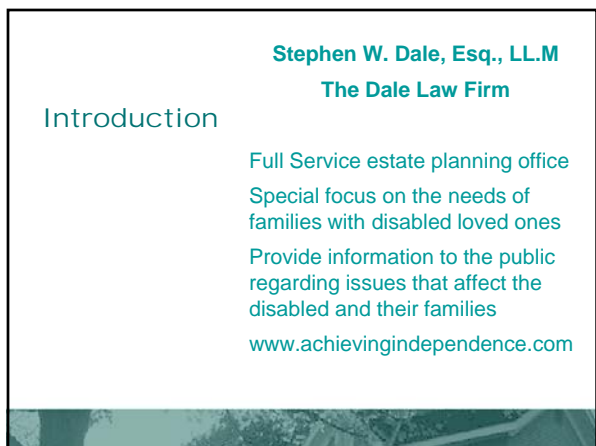 Stephen W. Dale, Esq., LL.M
The Dale Law Firm
Introduction
Full Service estate planning office
Special focus on the needs of
families with disabled loved ones
Provide information to the public
regarding issues that affect the
disabled and their families
www.achievingindependence.com